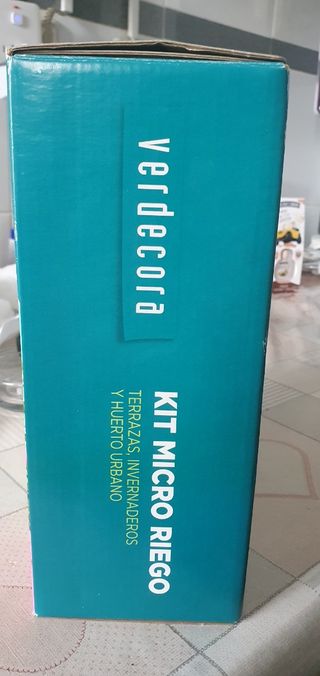 verdecora
KIT MICRO RIEGO
TERRAZAS, INVERNADEROS
Y HUERTO URBANO